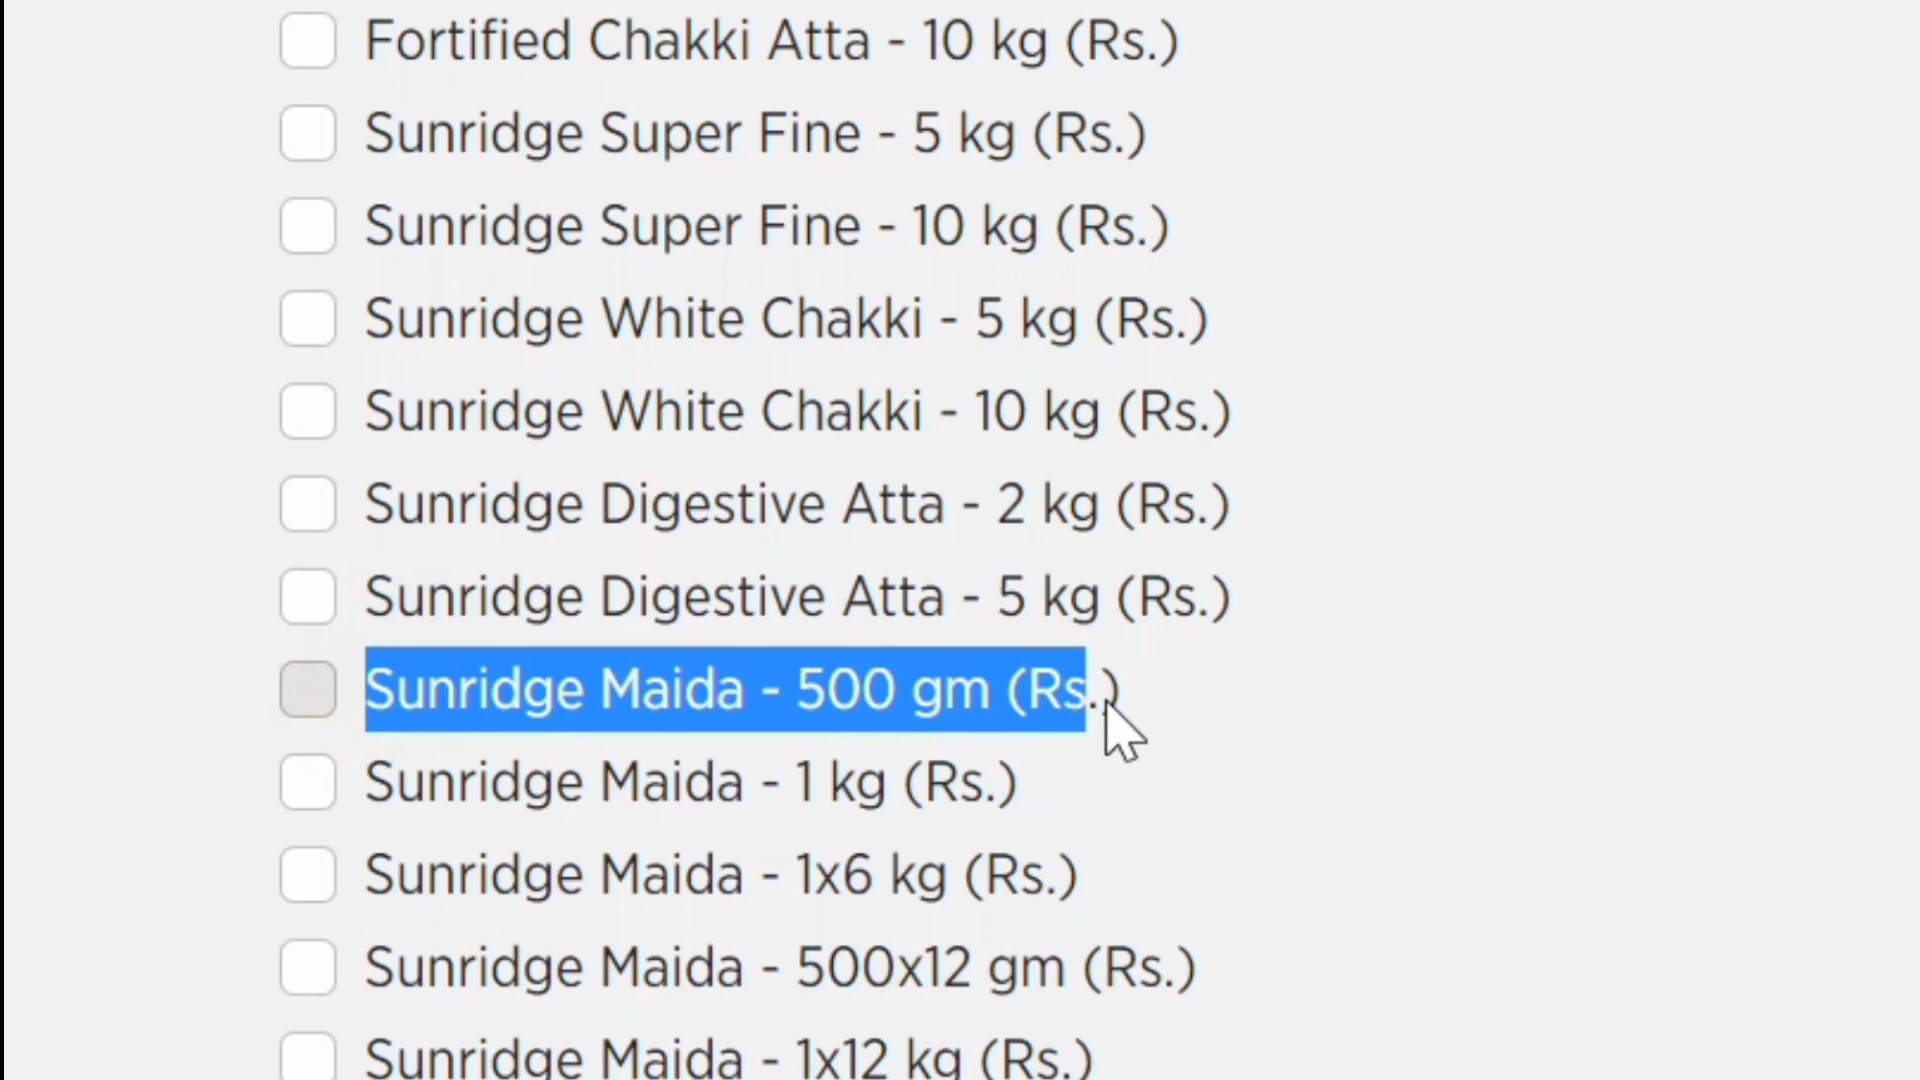 Fortified Chakki Atta - 10 kg (Rs.)
Sunridge Super Fine - 5 kg (Rs.)
Sunridge Super Fine - 10 kg (Rs.)
Sunridge White Chakki - 5 kg (Rs.)
Sunridge White Chakki - 10 kg (Rs.)
Sunridge Digestive Atta - 2 kg (Rs.)
Sunridge Digestive Atta - 5 kg (Rs.)
Sunridge Maida - 500 gm (Rs.)
Sunridge Maida - 1 kg (Rs.)
Sunridge Maida - 1x6 kg (Rs.)
Sunridge Maida - 500x12 gm (Rs.)
Sunridge Maida - 1x12 kg (Rs.)